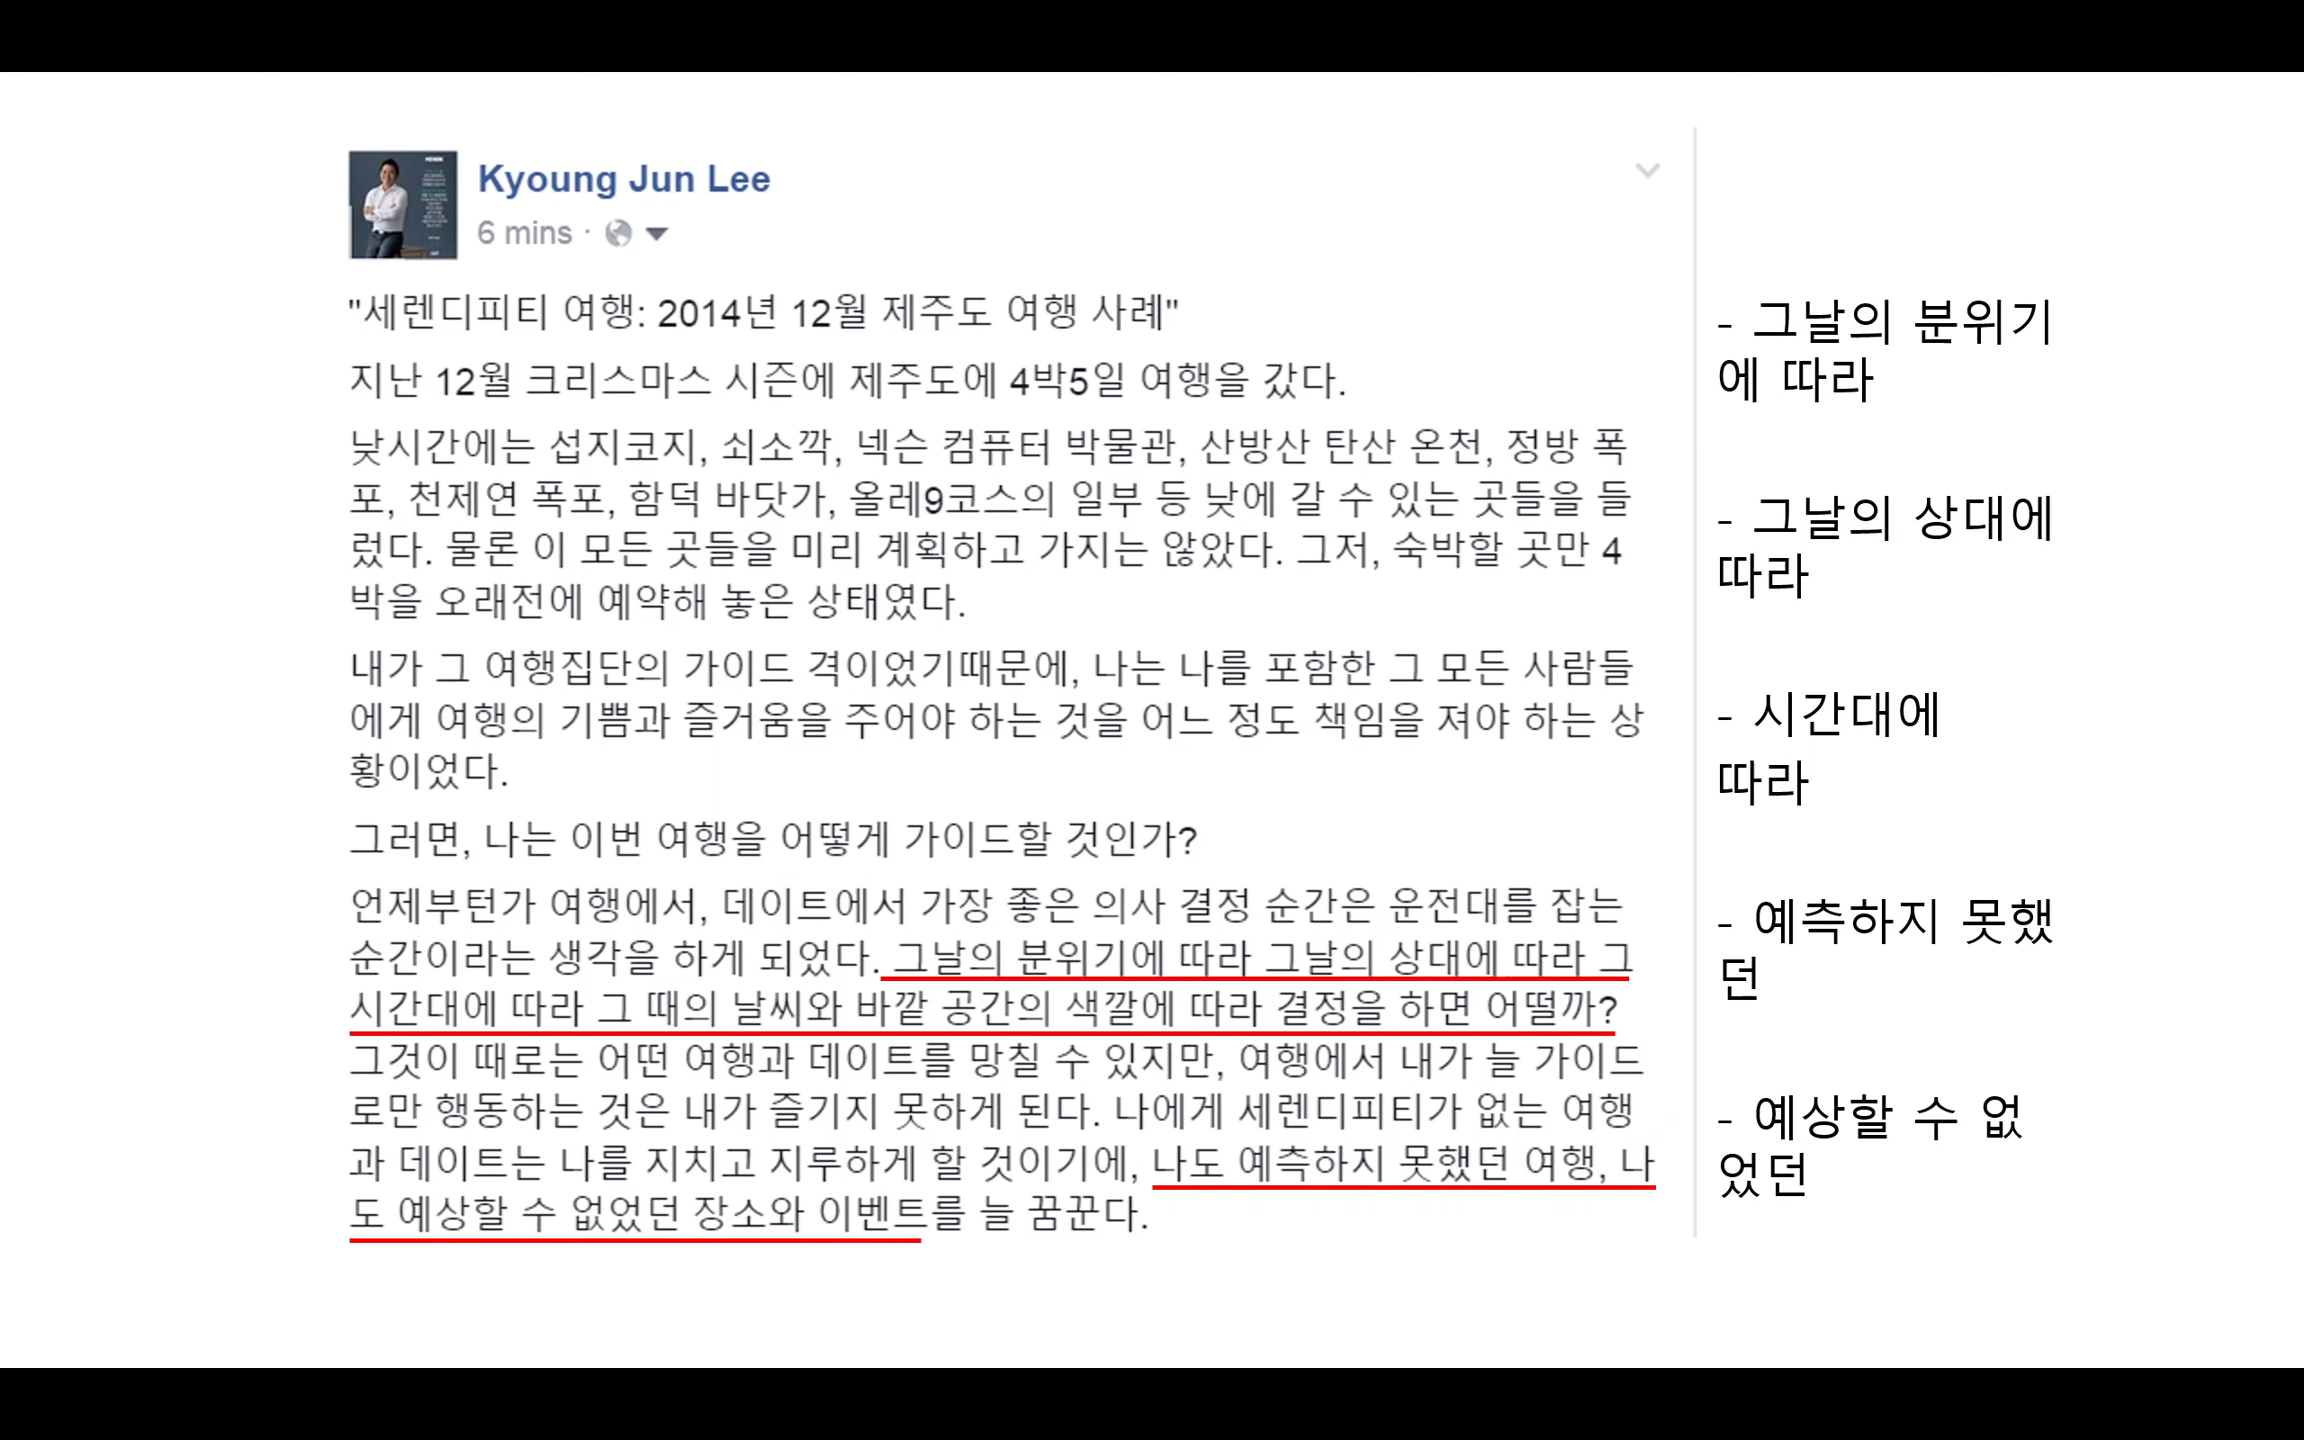 Kyoung Jun Lee
6 mins ·
"세렌디피티 여행: 2014년 12월 제주도 여행 사례"
지난 12월 크리스마스 시즌에 제주도에 4박5일 여행을 갔다.
낮시간에는 섭지코지, 쇠소깍, 넥슨 컴퓨터 박물관, 산방산 탄산 온천, 정방 폭
포, 천제연 폭포, 함덕 바닷가, 올레9코스의 일부 등 낮에 갈 수 있는 곳들을 들
렀다. 물론 이 모든 곳들을 미리 계획하고 가지는 않았다. 그저, 숙박할 곳만 4
박을 오래전에 예약해 놓은 상태였다.
내가 그 여행집단의 가이드 격이었기때문에, 나는 나를 포함한 그 모든 사람들
에게 여행의 기쁨과 즐거움을 주어야 하는 것을 어느 정도 책임을 져야 하는 상
황이었다.
그러면, 나는 이번 여행을 어떻게 가이드할 것인가?
언제부턴가 여행에서, 데이트에서 가장 좋은 의사 결정 순간은 운전대를 잡는
순간이라는 생각을 하게 되었다. 그날의 분위기에 따라 그날의 상대에 따라 그
시간대에 따라 그 때의 날씨와 바깥 공간의 색깔에 따라 결정을 하면 어떨까?
그것이 때로는 어떤 여행과 데이트를 망칠 수 있지만, 여행에서 내가 늘 가이드
로만 행동하는 것은 내가 즐기지 못하게 된다. 나에게 세렌디피티가 없는 여행
과 데이트는 나를 지치고 지루하게 할 것이기에, 나도 예측하지 못했던 여행, 나
도 예상할 수 없었던 장소와 이벤트를 늘 꿈꾼다.
- 그날의 분위기
에 따라
- 그날의 상대에
따라
- 시간대에
따라
- 예측하지 못했
던
- 예상할 수 없
었던